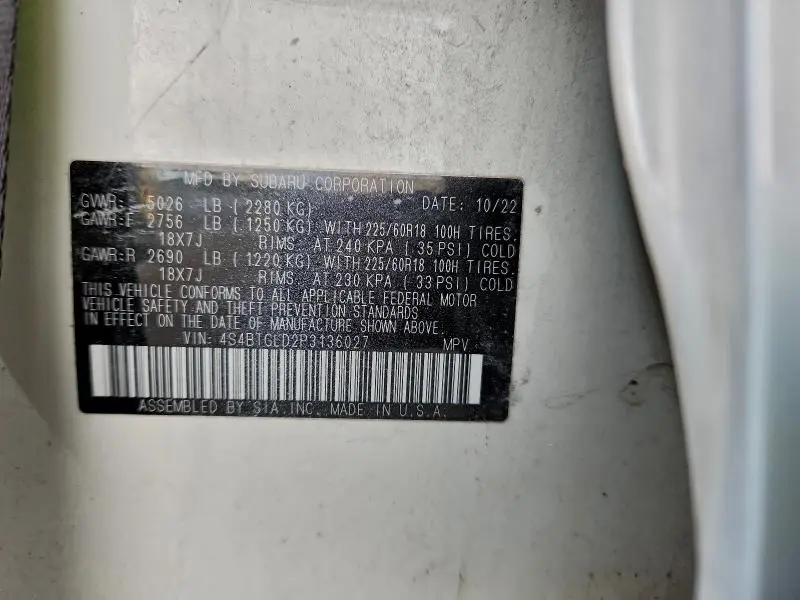 MFD BY SUBARU CORPORATION
GVWR: 5026 LB ( 2280 KG) DATE: 10/22
GAWR:F 2756 LB ( 1250 KG) WITH 225/60R18 100H TIRES.
18X7J RIMS AT 240 KPA ( 35 PSI) COLD
GAWR:R 2690 LB ( 1220 KG) WITH 225/60R18 100H TIRES.
18X7J RIMS AT 230 KPA ( 33 PSI) COLD
THIS VEHICLE CONFORMS TO ALL APPLICABLE FEDERAL MOTOR
VEHICLE SAFETY AND THEFT PREVENTION STANDARDS
IN EFFECT ON THE DATE OF MANUFACTURE SHOWN ABOVE.
VIN: 4S4BTGLD2P3136027 MPV
ASSEMBLED BY SIA,INC. MADE IN U.S.A.